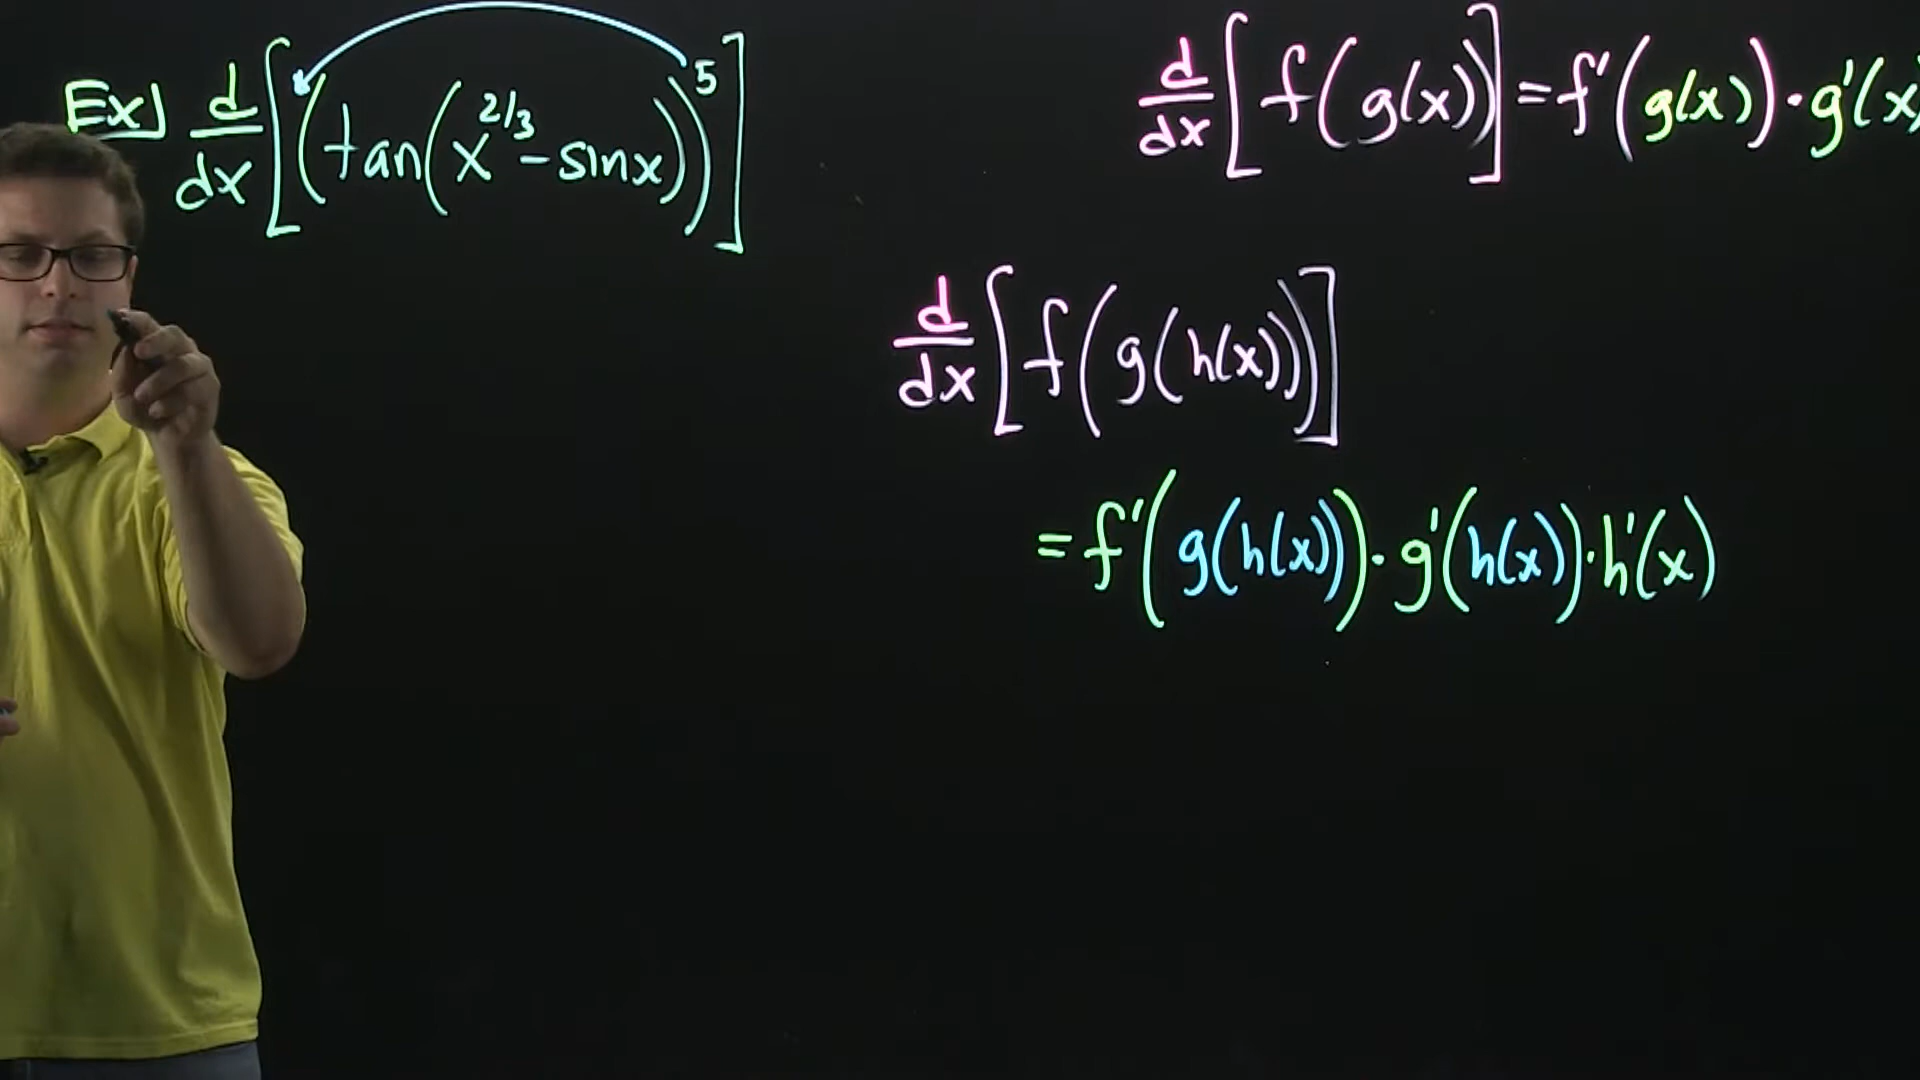 Ex] d/dx [(tan(x^2/3 - sinx))^5]
d/dx [f(g(x))] = f'(g(x)) · g'(x)
d/dx [f(g(h(x)))]
= f'(g(h(x))) · g'(h(x)) · h'(x)